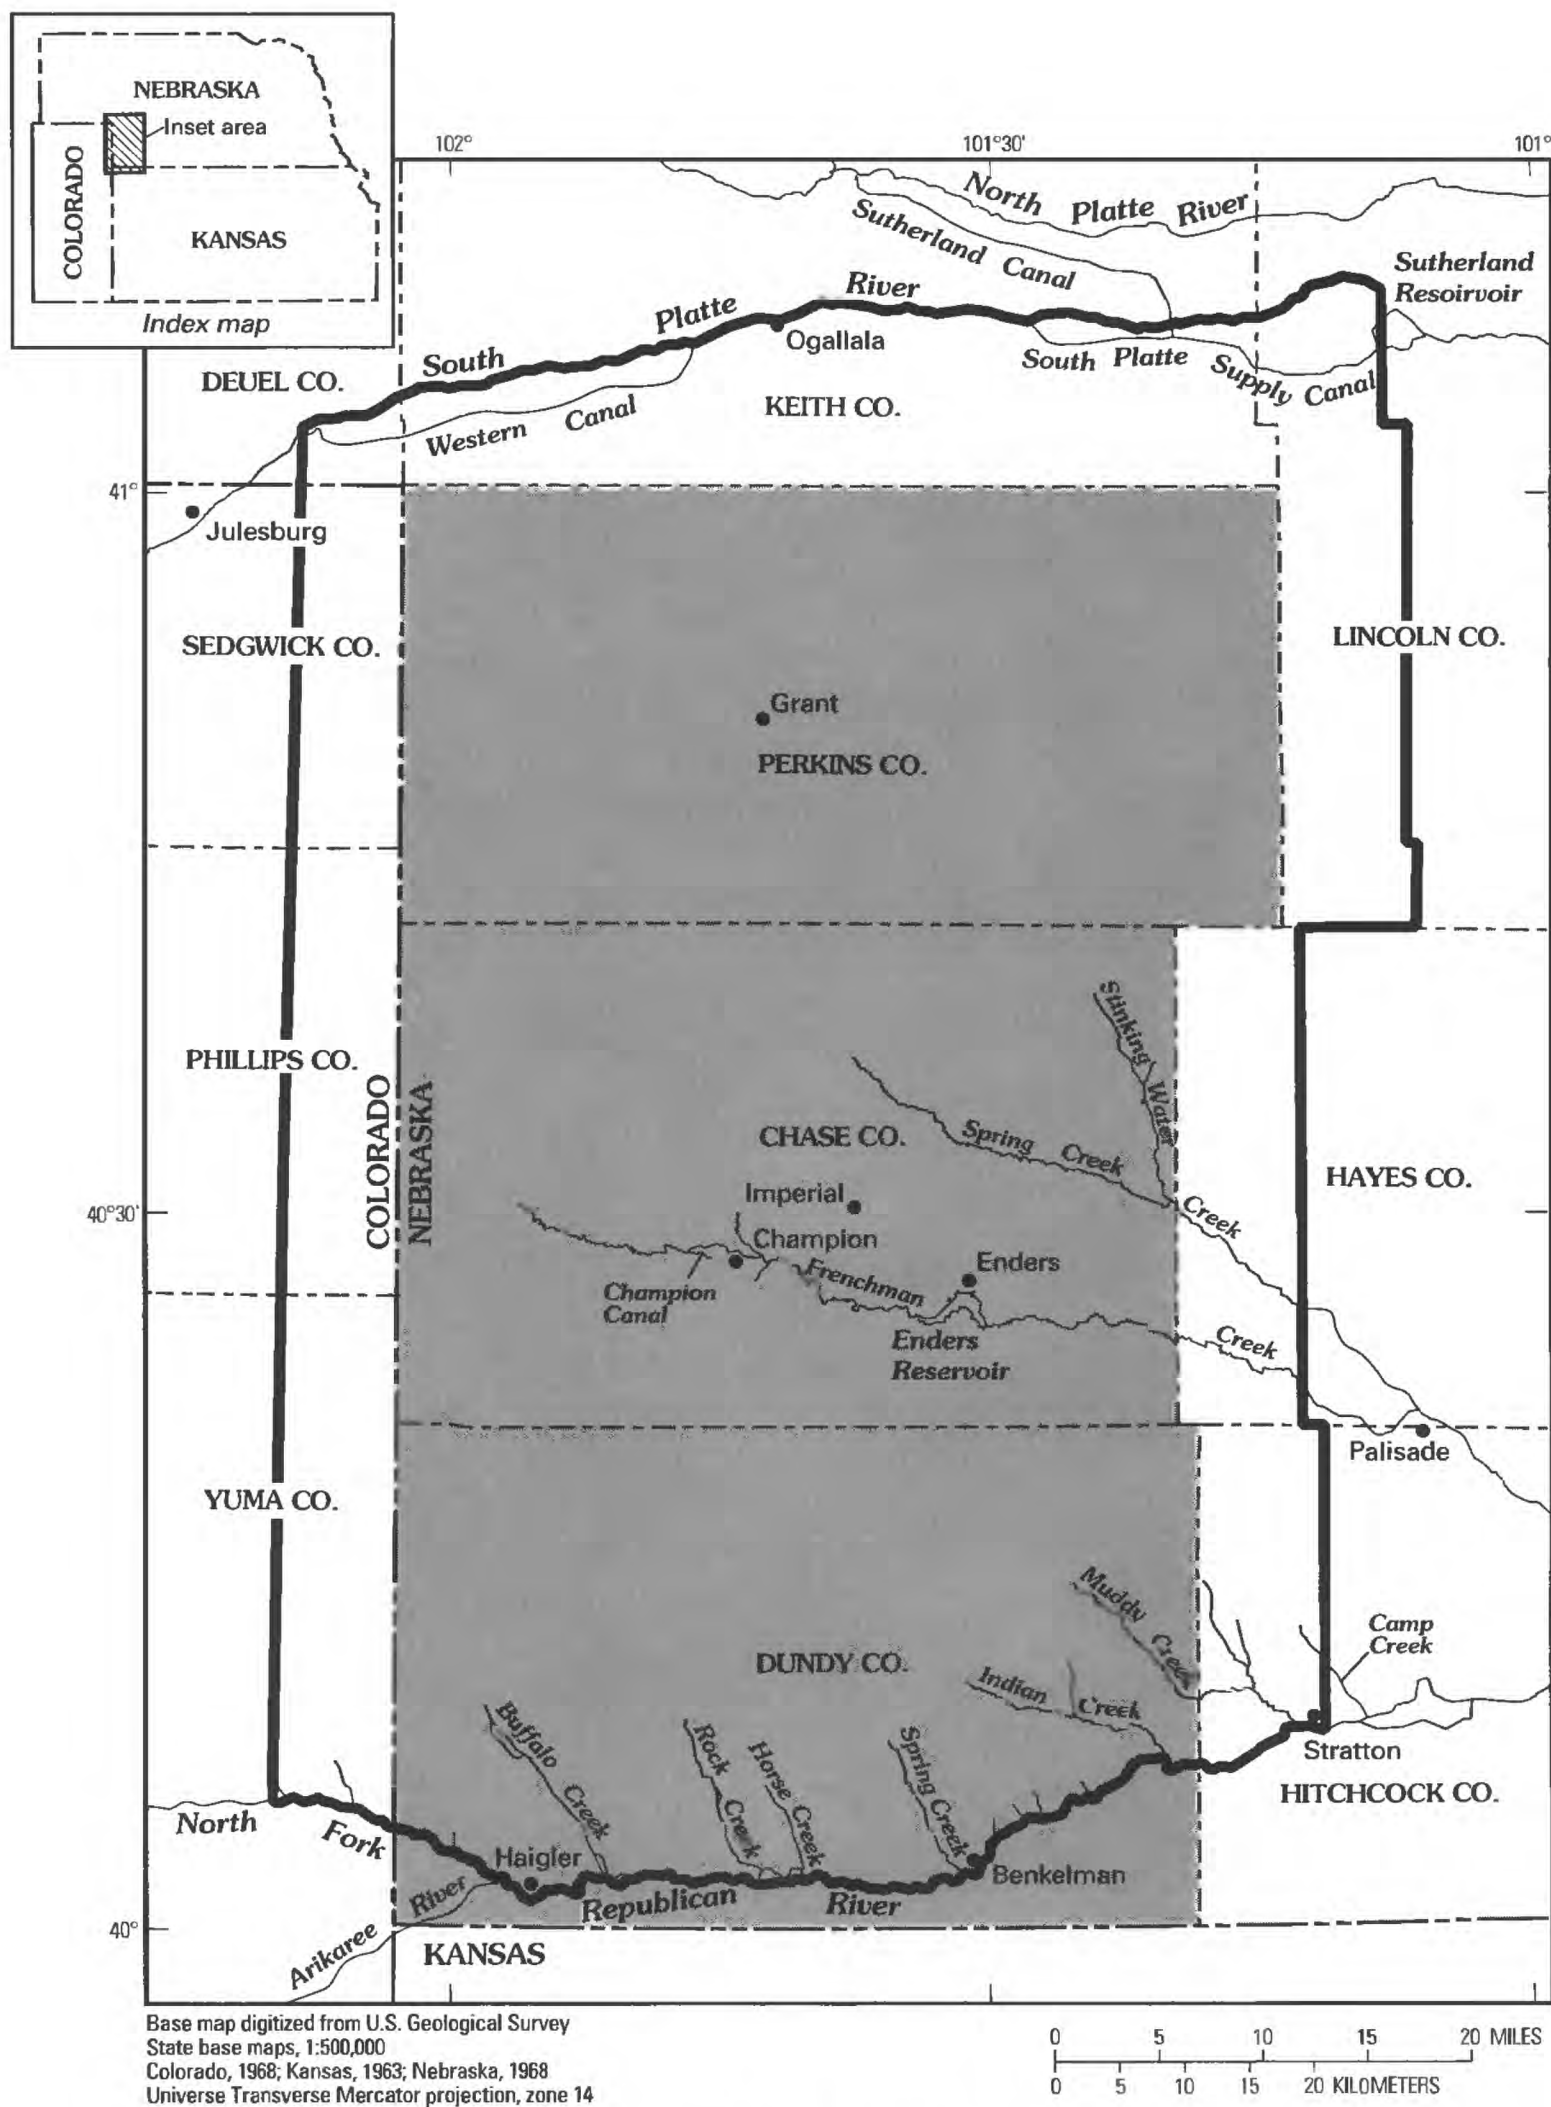 NEBRASKA
Inset area
COLORADO
KANSAS
Index map
102°
101°30'
101°
North Platte River
Sutherland Canal
Sutherland
Resoirvoir
South Platte River
Ogallala
South Platte Supply Canal
DEUEL CO.
KEITH CO.
Western Canal
41°
Julesburg
SEDGWICK CO.
LINCOLN CO.
Grant
PERKINS CO.
PHILLIPS CO.
COLORADO
NEBRASKA
Stinking Water Creek
CHASE CO.
Spring Creek
HAYES CO.
Imperial
40°30'
Champion
Enders
Frenchman Creek
Champion
Canal
Enders
Reservoir
Palisade
YUMA CO.
Muddy Creek
Camp
Creek
DUNDY CO.
Indian Creek
Buffalo Creek
Rock Creek
Horse Creek
Spring Creek
Stratton
HITCHCOCK CO.
North Fork Republican River
Haigler
Benkelman
Arikaree River
40°
KANSAS
Base map digitized from U.S. Geological Survey
State base maps, 1:500,000
Colorado, 1968; Kansas, 1963; Nebraska, 1968
Universe Transverse Mercator projection, zone 14
0 5 10 15 20 MILES
0 5 10 15 20 KILOMETERS